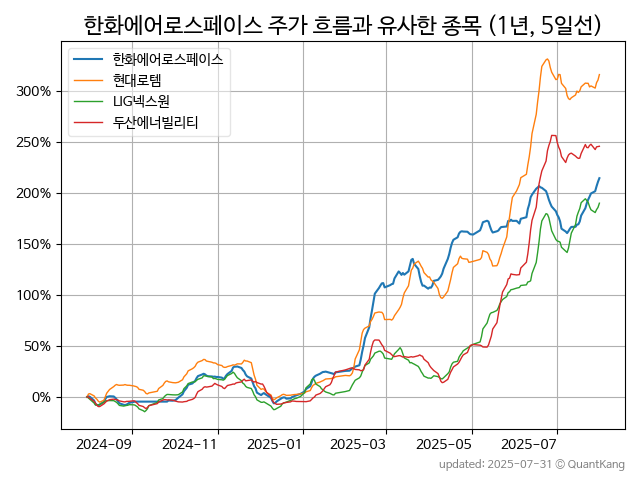 한화에어로스페이스 주가 흐름과 유사한 종목 (1년, 5일선)
한화에어로스페이스
현대로템
LIG넥스원
두산에너빌리티
300%
250%
200%
150%
100%
50%
0%
2024-09 2024-11 2025-01 2025-03 2025-05 2025-07
updated: 2025-07-31 © QuantKang